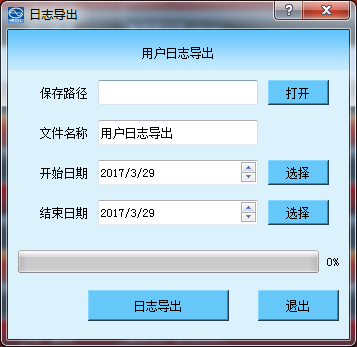 日志导出
用户日志导出
保存路径 打开
文件名称 用户日志导出
开始日期 2017/3/29 选择
结束日期 2017/3/29 选择
0%
日志导出 退出